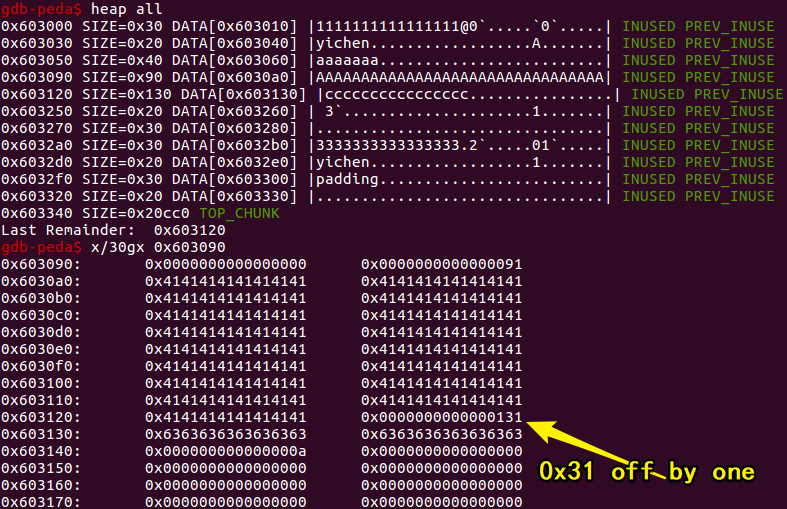 gdb-peda$ heap all
0x603000 SIZE=0x30 DATA[0x603010] |1111111111111111@0`.....`0`......| INUSED PREV_INUSE
0x603030 SIZE=0x20 DATA[0x603040] |yichen..................A.......| INUSED PREV_INUSE
0x603050 SIZE=0x40 DATA[0x603060] |aaaaaaa.........................| INUSED PREV_INUSE
0x603090 SIZE=0x90 DATA[0x6030a0] |AAAAAAAAAAAAAAAAAAAAAAAAAAAAAAAA| INUSED PREV_INUSE
0x603120 SIZE=0x130 DATA[0x603130] |cccccccccccccccc................| INUSED PREV_INUSE
0x603250 SIZE=0x20 DATA[0x603260] | 3`.....................1.......| INUSED PREV_INUSE
0x603270 SIZE=0x30 DATA[0x603280] |................................| INUSED PREV_INUSE
0x6032a0 SIZE=0x30 DATA[0x6032b0] |3333333333333333.2`.....01`.....| INUSED PREV_INUSE
0x6032d0 SIZE=0x20 DATA[0x6032e0] |yichen..................1.......| INUSED PREV_INUSE
0x6032f0 SIZE=0x30 DATA[0x603300] |padding.........................| INUSED PREV_INUSE
0x603320 SIZE=0x20 DATA[0x603330] |................................| INUSED PREV_INUSE
0x603340 SIZE=0x20cc0 TOP_CHUNK
Last Remainder:  0x603120
gdb-peda$ x/30gx 0x603090
0x603090: 0x0000000000000000 0x0000000000000091
0x6030a0: 0x4141414141414141 0x4141414141414141
0x6030b0: 0x4141414141414141 0x4141414141414141
0x6030c0: 0x4141414141414141 0x4141414141414141
0x6030d0: 0x4141414141414141 0x4141414141414141
0x6030e0: 0x4141414141414141 0x4141414141414141
0x6030f0: 0x4141414141414141 0x4141414141414141
0x603100: 0x4141414141414141 0x4141414141414141
0x603110: 0x4141414141414141 0x4141414141414141
0x603120: 0x4141414141414141 0x0000000000000131
0x603130: 0x6363636363636363 0x6363636363636363
0x603140: 0x000000000000000a 0x0000000000000000
0x603150: 0x0000000000000000 0x0000000000000000
0x603160: 0x0000000000000000 0x0000000000000000
0x603170: 0x0000000000000000 0x0000000000000000
0x31 off by one